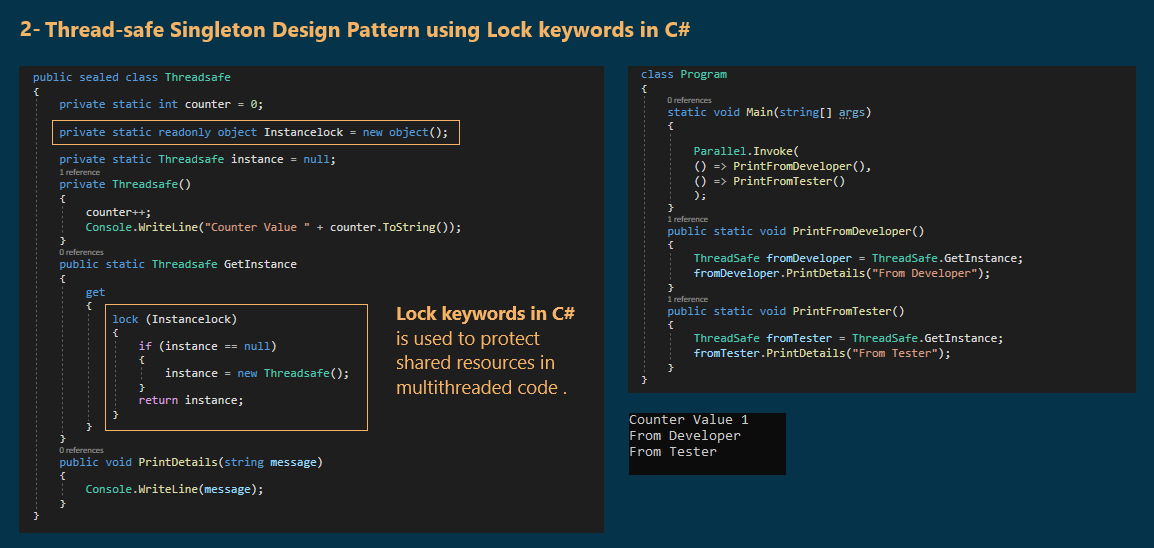 2- Thread-safe Singleton Design Pattern using Lock keywords in C#
public sealed class Threadsafe
{
private static int counter = 0;
private static readonly object Instancelock = new object();
private static Threadsafe instance = null;
1 reference
private Threadsafe()
{
counter++;
Console.WriteLine("Counter Value " + counter.ToString());
}
0 references
public static Threadsafe GetInstance
{
get
{
lock (Instancelock)
{
if (instance == null)
{
instance = new Threadsafe();
}
return instance;
}
}
}
0 references
public void PrintDetails(string message)
{
Console.WriteLine(message);
}
}
Lock keywords in C#
is used to protect
shared resources in
multithreaded code .
class Program
{
0 references
static void Main(string[] args)
{
Parallel.Invoke(
() => PrintFromDeveloper(),
() => PrintFromTester()
);
}
1 reference
public static void PrintFromDeveloper()
{
ThreadSafe fromDeveloper = ThreadSafe.GetInstance;
fromDeveloper.PrintDetails("From Developer");
}
1 reference
public static void PrintFromTester()
{
ThreadSafe fromTester = ThreadSafe.GetInstance;
fromTester.PrintDetails("From Tester");
}
}
Counter Value 1
From Developer
From Tester